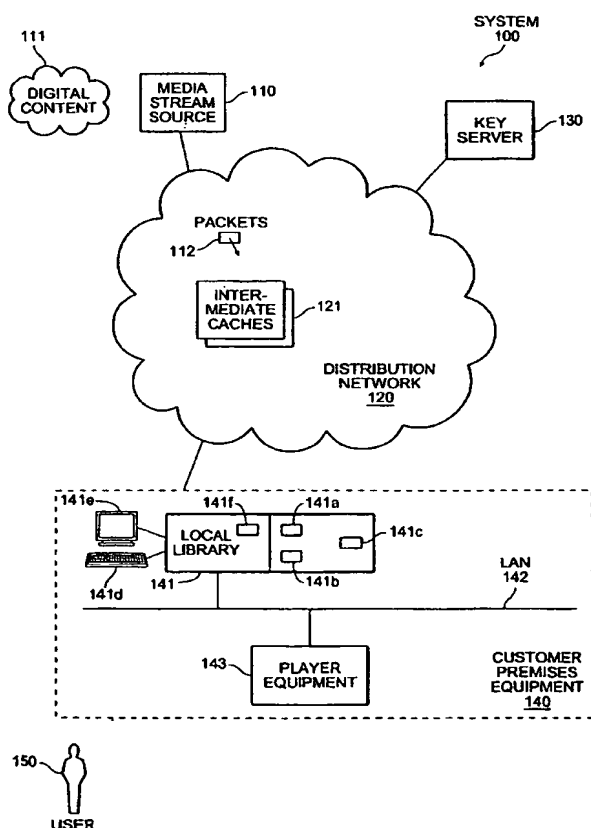 111
DIGITAL
CONTENT
MEDIA
STREAM
SOURCE
110
SYSTEM
100
KEY
SERVER
130
PACKETS
112
INTER-
MEDIATE
CACHES
121
DISTRIBUTION
NETWORK
120
141e
141d
LOCAL
LIBRARY
141f
141
141a
141b
141c
LAN
142
143
PLAYER
EQUIPMENT
CUSTOMER
PREMISES
EQUIPMENT
140
150
USER